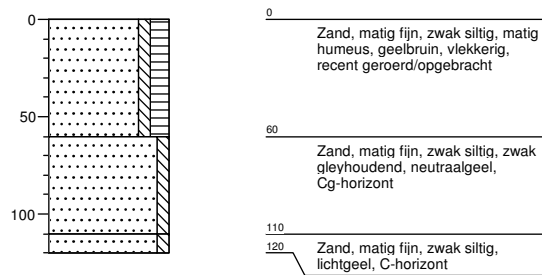 0
50
100
0
Zand, matig fijn, zwak siltig, matig
humeus, geelbruin, vlekkerig,
recent geroerd/opgebracht
60
Zand, matig fijn, zwak siltig, zwak
gleyhoudend, neutraalgeel,
Cg-horizont
110
120
Zand, matig fijn, zwak siltig,
lichtgeel, C-horizont